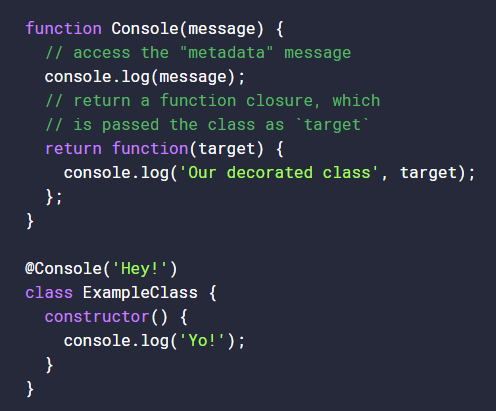 function Console(message) {
  // access the "metadata" message
  console.log(message);
  // return a function closure, which
  // is passed the class as `target`
  return function(target) {
    console.log('Our decorated class', target);
  };
}

@Console('Hey!')
class ExampleClass {
  constructor() {
    console.log('Yo!');
  }
}